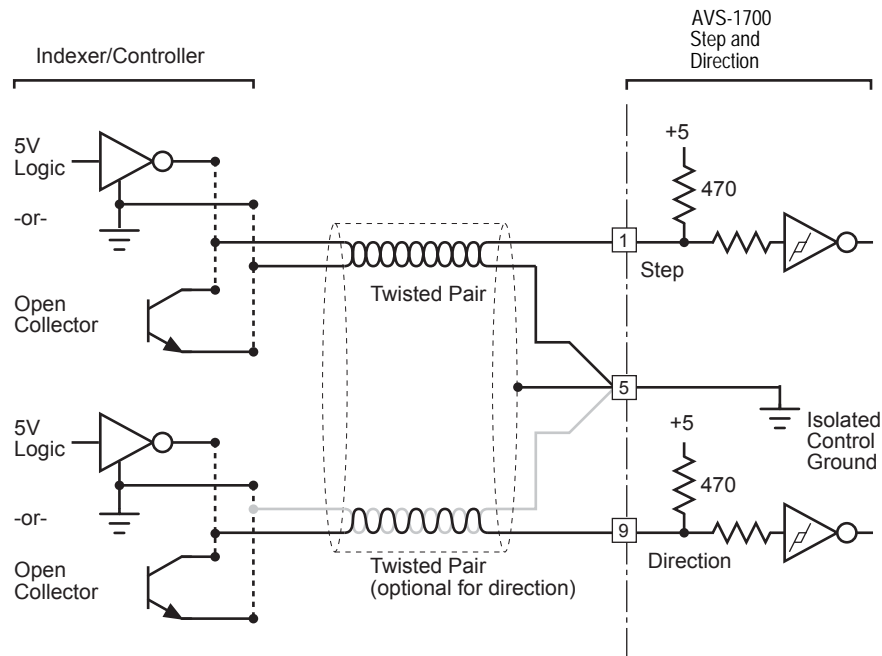 AVS-1700
Step and
Direction
Indexer/Controller
5V
Logic
-or-
Open
Collector
Twisted Pair
+5
470
1
Step
5
Isolated
Control
Ground
5V
Logic
-or-
Open
Collector
Twisted Pair
(optional for direction)
+5
470
9
Direction